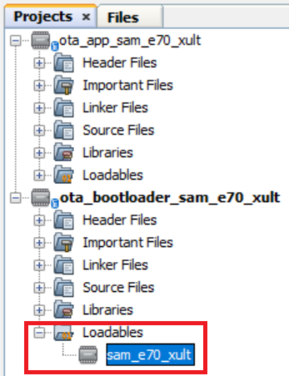 Projects × Files
ota_app_sam_e70_xult
Header Files
Important Files
Linker Files
Source Files
Libraries
Loadables
ota_bootloader_sam_e70_xult
Header Files
Important Files
Linker Files
Source Files
Libraries
Loadables
sam_e70_xult